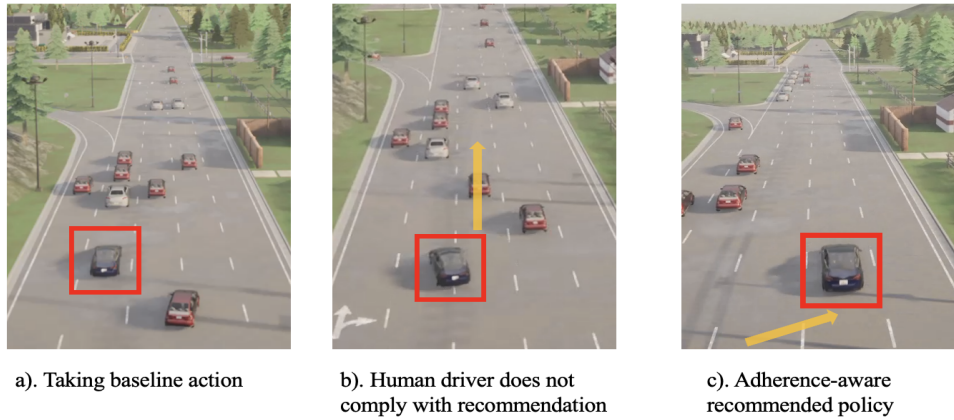 a). Taking baseline action
b). Human driver does not
comply with recommendation
c). Adherence-aware
recommended policy